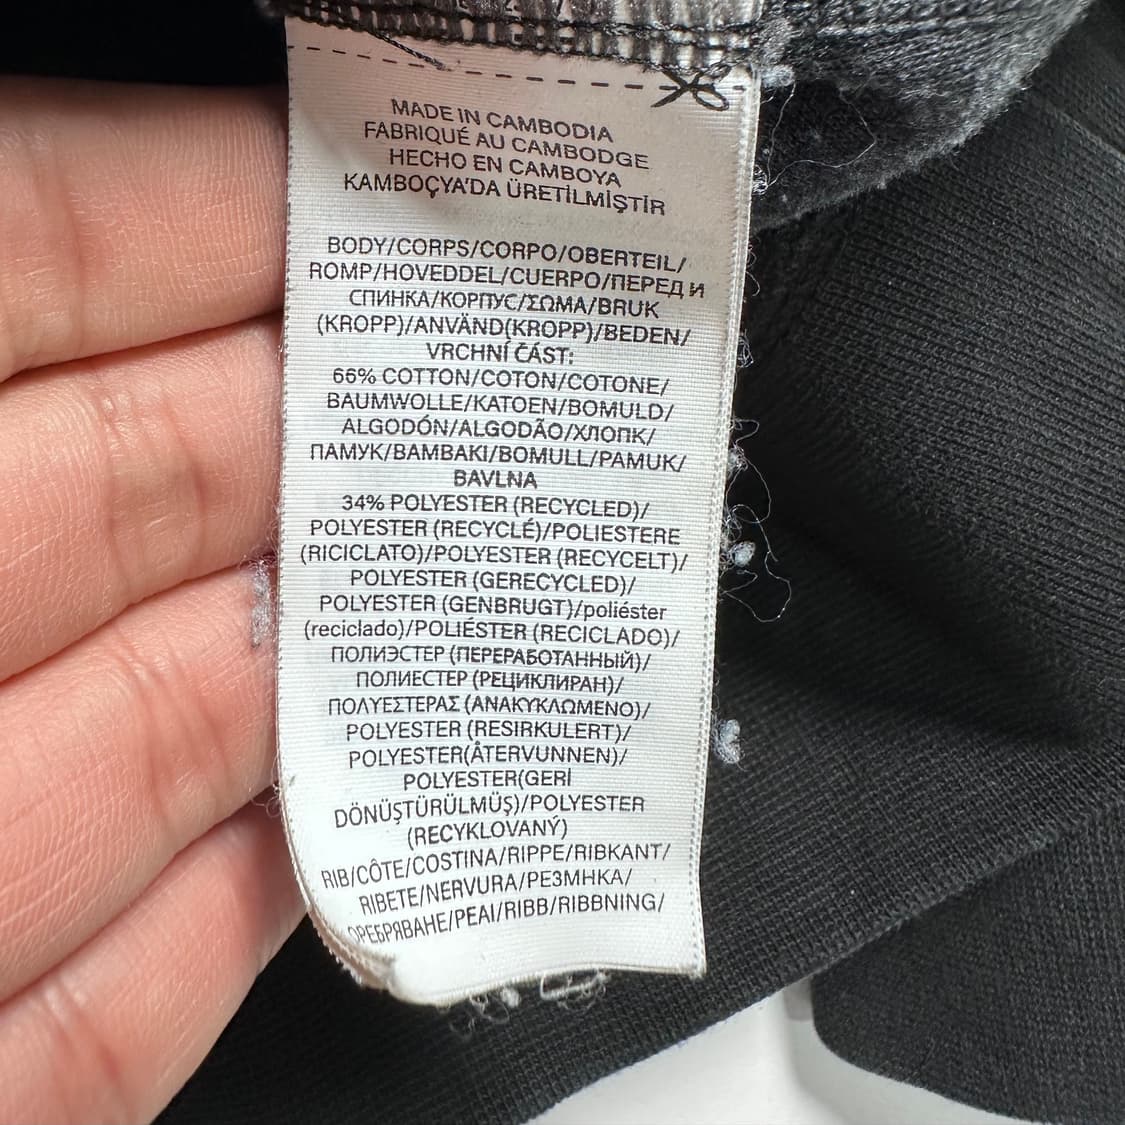 MADE IN CAMBODIA
FABRIQUÉ AU CAMBODGE
HECHO EN CAMBOYA
KAMBOÇYA'DA ÜRETİLMİŞTİR
BODY/CORPS/CORPO/OBERTEIL/
ROMP/HOVEDDEL/CUERPO/ПЕРЕД И
СПИНКА/КОРПУС/ΣΩΜΑ/BRUK
(KROPP)/ANVÄND(KROPP)/BEDEN/
VRCHNÍ ČÁST:
66% COTTON/COTON/COTONE/
BAUMWOLLE/KATOEN/BOMULD/
ALGODÓN/ALGODÃO/ХЛОПК/
ПАМУК/BAMBAKI/BOMULL/PAMUK/
BAVLNA
34% POLYESTER (RECYCLED)/
POLYESTER (RECYCLÉ)/POLIESTERE
(RICICLATO)/POLYESTER (RECYCELT)/
POLYESTER (GERECYCLED)/
POLYESTER (GENBRUGT)/poliéster
(reciclado)/POLIÉSTER (RECICLADO)/
ПОЛИЭСТЕР (ПЕРЕРАБОТАННЫЙ)/
ПОЛИЕСТЕР (РЕЦИКЛИРАН)/
ΠΟΛΥΕΣΤΕΡΑΣ (ΑΝΑΚΥΚΛΩΜΕΝΟ)/
POLYESTER (RESIRKULERT)/
POLYESTER(ÅTERVUNNEN)/
POLYESTER(GERİ
DÖNÜŞTÜRÜLMÜŞ)/POLYESTER
(RECYKLOVANÝ)
RIB/CÔTE/COSTINA/RIPPE/RIBKANT/
RIBETE/NERVURA/РЕЗМНКА/
ОРЕБРЯВАНЕ/PEAI/RIBB/RIBBNING/